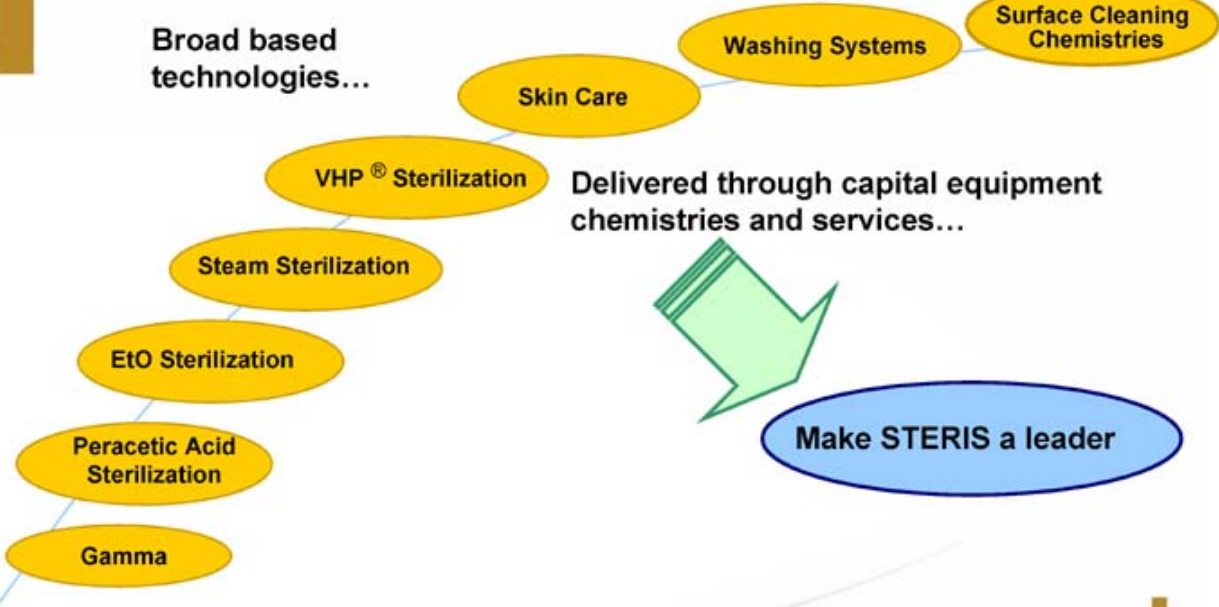 Broad based
technologies…
Surface Cleaning
Chemistries
Washing Systems
Skin Care
VHP ® Sterilization
Delivered through capital equipment
chemistries and services…
Steam Sterilization
EtO Sterilization
Make STERIS a leader
Peracetic Acid
Sterilization
Gamma